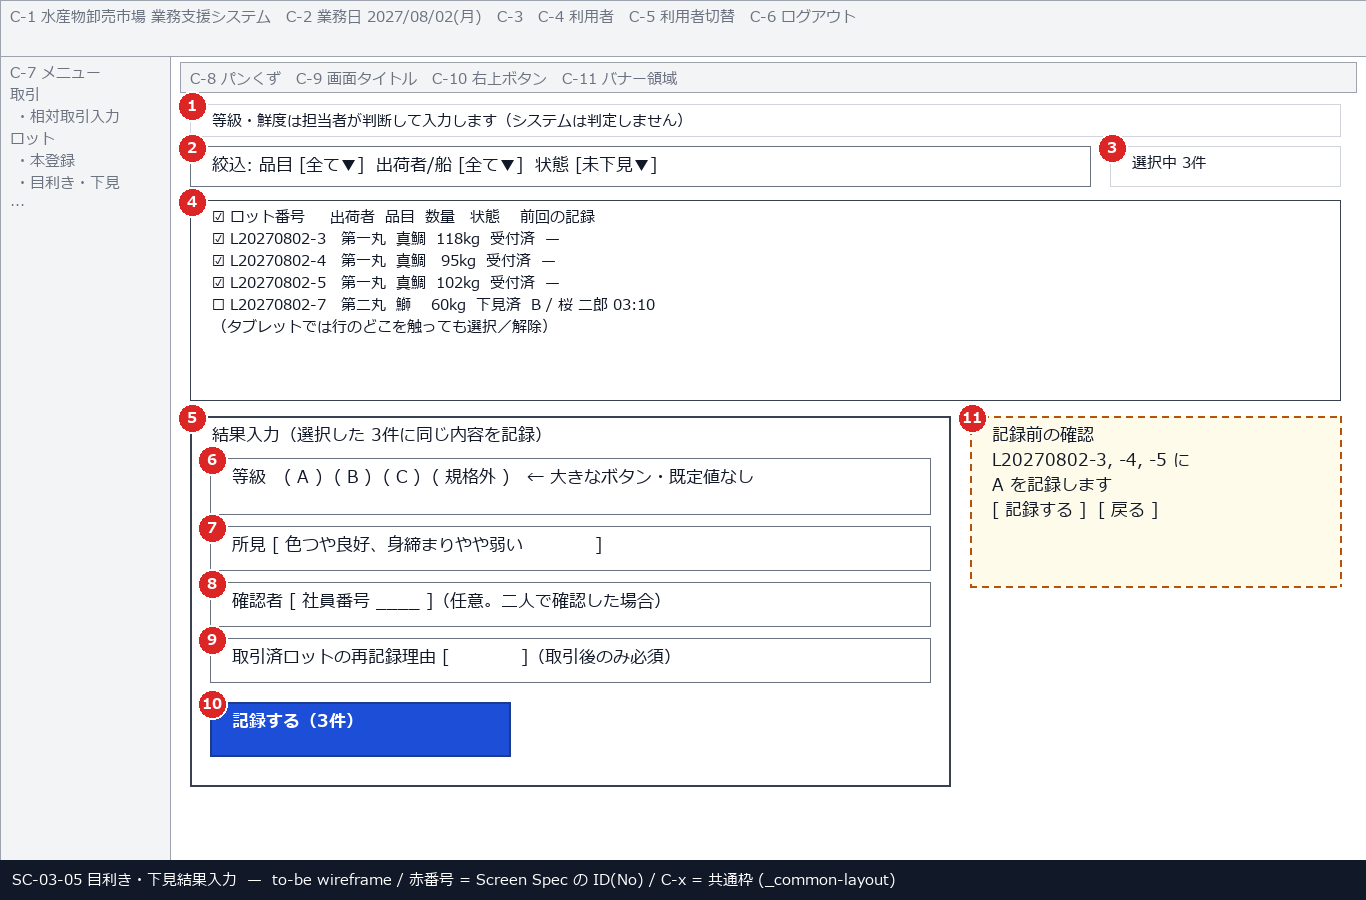 C-1 水産物卸売市場 業務支援システム C-2 業務日 2027/08/02(月) C-3 C-4 利用者 C-5 利用者切替 C-6 ログアウト
C-7 メニュー
取引
・相対取引入力
ロット
・本登録
・目利き・下見
…
C-8 パンくず C-9 画面タイトル C-10 右上ボタン C-11 バナー領域
1
等級・鮮度は担当者が判断して入力します（システムは判定しません）
2
絞込: 品目 [全て▼] 出荷者/船 [全て▼] 状態 [未下見▼]
3
選択中 3件
4
☑ ロット番号 出荷者 品目 数量 状態 前回の記録
☑ L20270802-3 第一丸 真鯛 118kg 受付済 —
☑ L20270802-4 第一丸 真鯛 95kg 受付済 —
☑ L20270802-5 第一丸 真鯛 102kg 受付済 —
☐ L20270802-7 第二丸 鰤 60kg 下見済 B / 桜 二郎 03:10
（タブレットでは行のどこを触っても選択／解除）
5
結果入力（選択した 3件に同じ内容を記録）
6
等級 ( A ) ( B ) ( C ) ( 規格外 ) ← 大きなボタン・既定値なし
7
所見 [ 色つや良好、身締まりやや弱い ]
8
確認者 [ 社員番号 ____ ]（任意。二人で確認した場合）
9
取引済ロットの再記録理由 [ ]（取引後のみ必須）
10
記録する（3件）
11
記録前の確認
L20270802-3, -4, -5 に
A を記録します
[ 記録する ] [ 戻る ]
SC-03-05 目利き・下見結果入力 — to-be wireframe / 赤番号 = Screen Spec の ID(No) / C-x = 共通枠 (_common-layout)